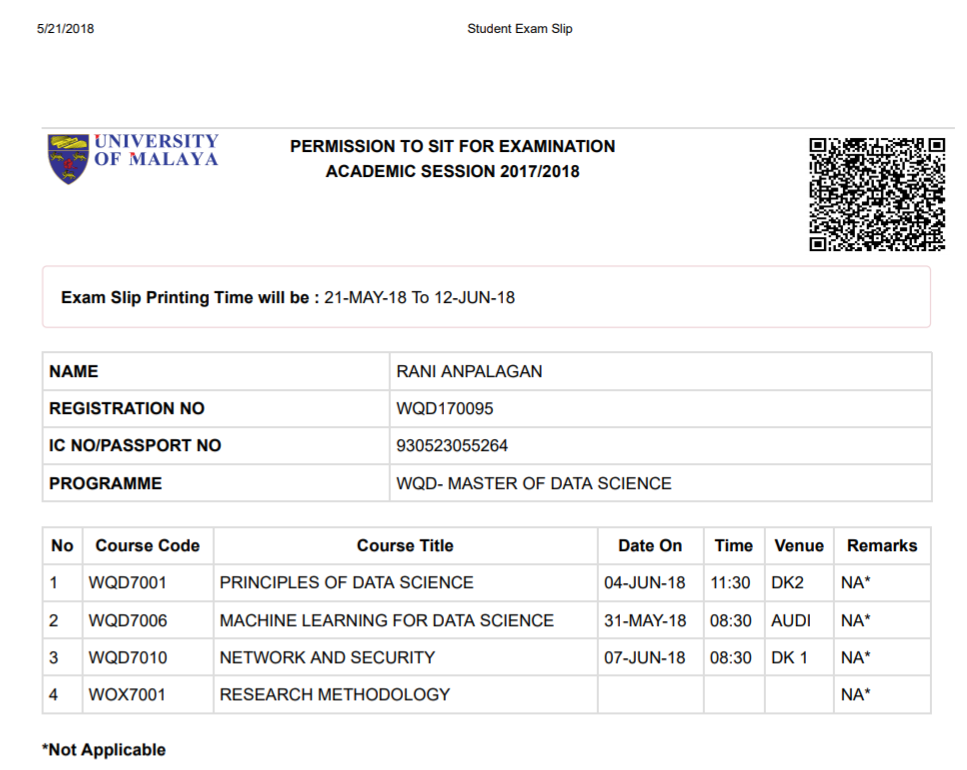 5/21/2018 Student Exam Slip
UNIVERSITY
OF MALAYA
PERMISSION TO SIT FOR EXAMINATION
ACADEMIC SESSION 2017/2018
Exam Slip Printing Time will be : 21-MAY-18 To 12-JUN-18
NAME RANI ANPALAGAN
REGISTRATION NO WQD170095
IC NO/PASSPORT NO 930523055264
PROGRAMME WQD- MASTER OF DATA SCIENCE
No Course Code Course Title Date On Time Venue Remarks
1 WQD7001 PRINCIPLES OF DATA SCIENCE 04-JUN-18 11:30 DK2 NA*
2 WQD7006 MACHINE LEARNING FOR DATA SCIENCE 31-MAY-18 08:30 AUDI NA*
3 WQD7010 NETWORK AND SECURITY 07-JUN-18 08:30 DK 1 NA*
4 WOX7001 RESEARCH METHODOLOGY NA*
*Not Applicable